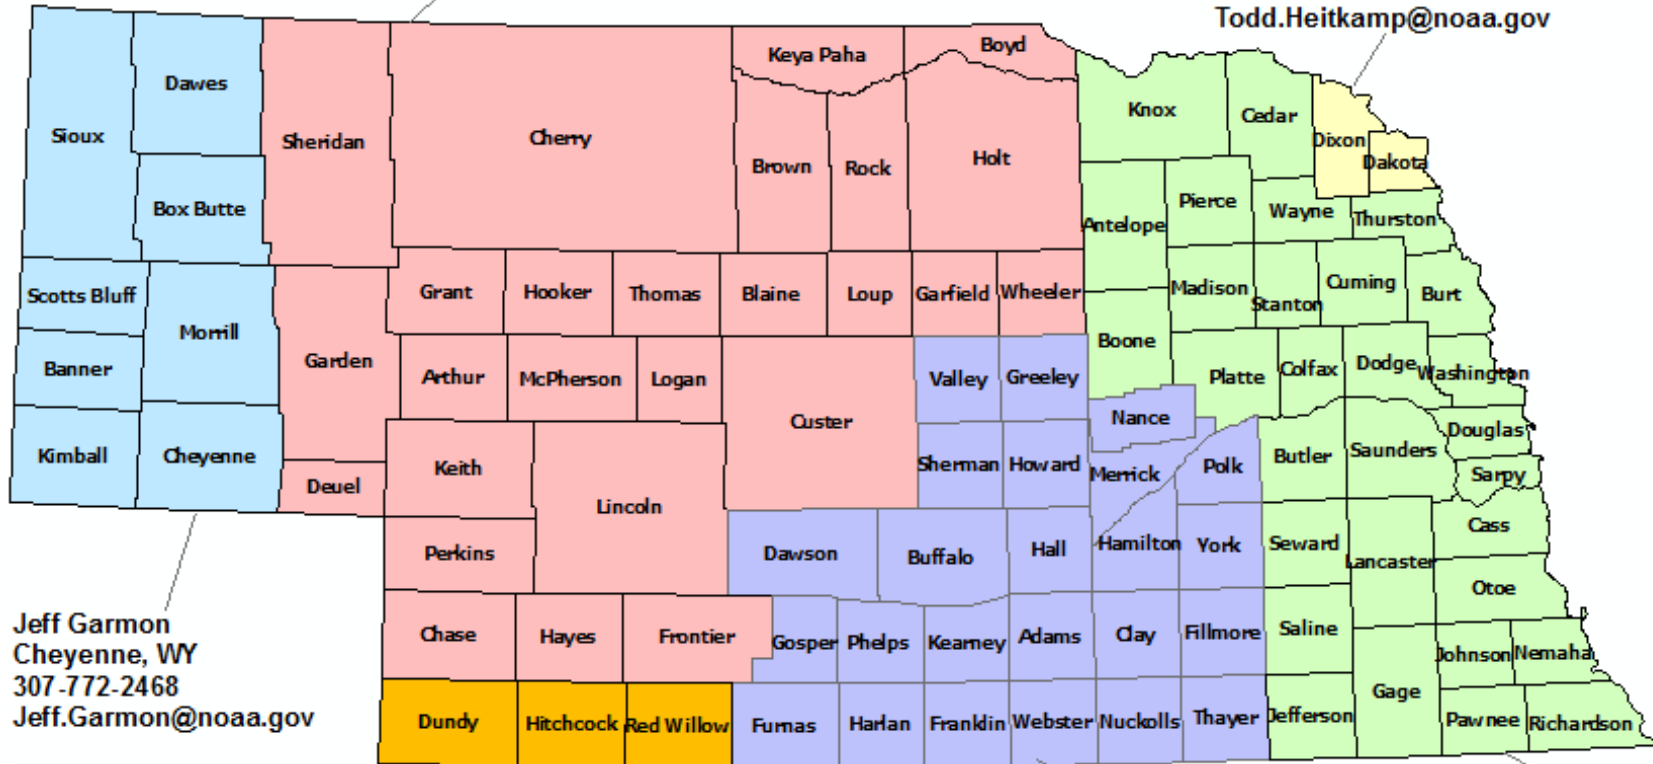 Todd.Heitkamp@noaa.gov
Keya Paha
Boyd
Dawes
Knox
Cedar
Sioux
Sheridan
Cherry
Dixon
Brown
Rock
Holt
Dakota
Box Butte
Pierce
Wayne
Thurston
Antelope
Scotts Bluff
Grant
Hooker
Thomas
Blaine
Loup
Garfield
Wheeler
Madison
Stanton
Cuming
Burt
Morrill
Banner
Garden
Arthur
McPherson
Logan
Valley
Greeley
Boone
Platte
Colfax
Dodge
Washington
Custer
Nance
Douglas
Kimball
Cheyenne
Keith
Deuel
Sherman
Howard
Merrick
Polk
Butler
Saunders
Sarpy
Lincoln
Perkins
Dawson
Buffalo
Hall
Hamilton
York
Seward
Lancaster
Cass
Otoe
Jeff Garmon
Cheyenne, WY
307-772-2468
Jeff.Garmon@noaa.gov
Chase
Hayes
Frontier
Gosper
Phelps
Kearney
Adams
Clay
Fillmore
Saline
Johnson
Nemaha
Gage
Dundy
Hitchcock
Red Willow
Furnas
Harlan
Franklin
Webster
Nuckolls
Thayer
Jefferson
Pawnee
Richardson